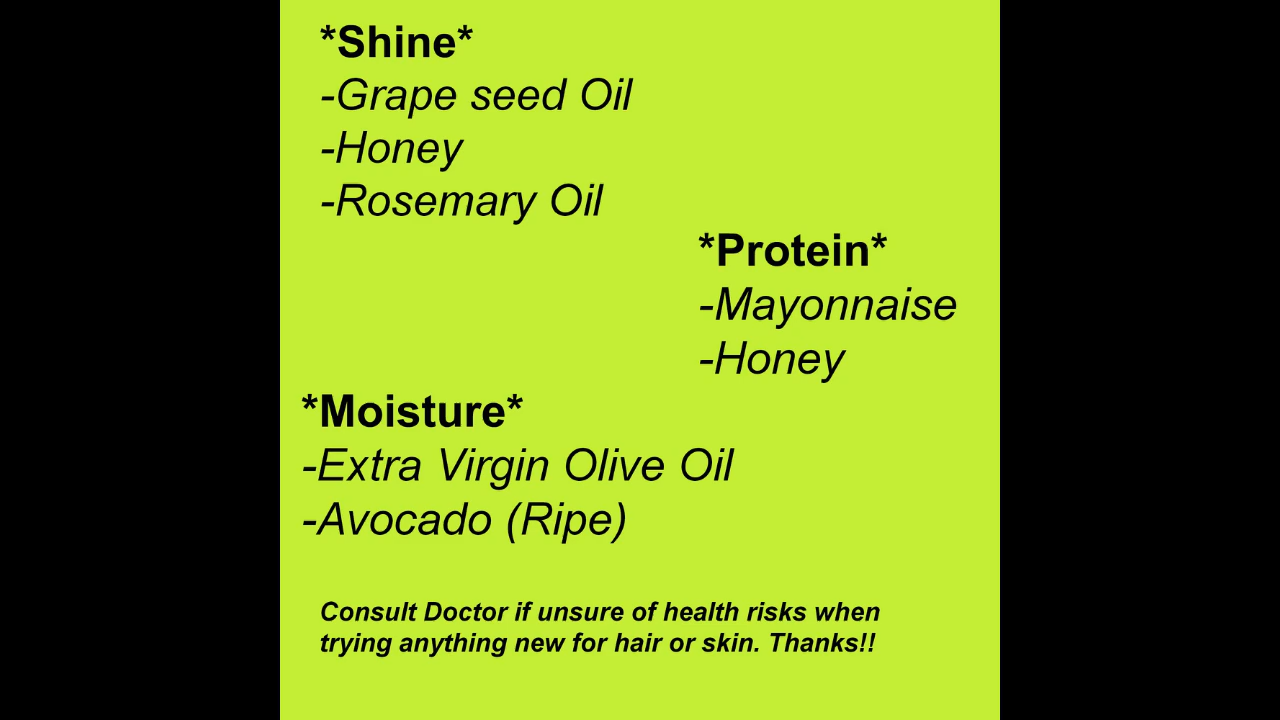 *Shine*
-Grape seed Oil
-Honey
-Rosemary Oil
*Protein*
-Mayonnaise
-Honey
*Moisture*
-Extra Virgin Olive Oil
-Avocado (Ripe)
Consult Doctor if unsure of health risks when
trying anything new for hair or skin. Thanks!!